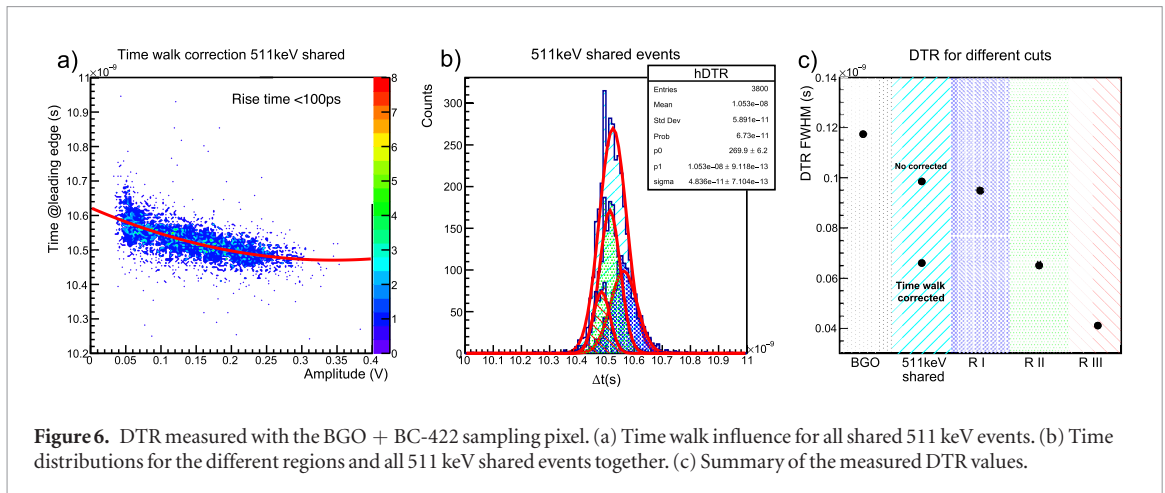 a)
Time walk correction 511keV shared
×10⁻⁹
Time @leading edge (s)
11
10.8
10.6
10.5
10.4
10.2
Rise time <100ps
0 0.05 0.1 0.15 0.2 0.25 0.3 0.35 0.4
Amplitude (V)
8
7
6
5
4
3
2
1
0
b)
511keV shared events
Counts
300
250
200
150
100
50
0
hDTR
Entries 3800
Mean 1.053e−08
Std Dev 5.891e−11
Prob 6.73e−11
p0 269.9 ± 6.2
p1 1.053e−08 ± 9.118e−13
sigma 4.836e−11 ± 7.104e−13
10 10.1 10.2 10.3 10.4 10.5 10.6 10.7 10.8 10.9 11
×10⁻⁹
Δt(s)
c)
DTR for different cuts
×10⁻⁹
DTR FWHM (s)
0.14
0.12
0.1
0.08
0.06
0.04
No corrected
Time walk
corrected
BGO 511keV R I R II R III
shared
Figure 6. DTR measured with the BGO + BC-422 sampling pixel. (a) Time walk influence for all shared 511 keV events. (b) Time
distributions for the different regions and all 511 keV shared events together. (c) Summary of the measured DTR values.